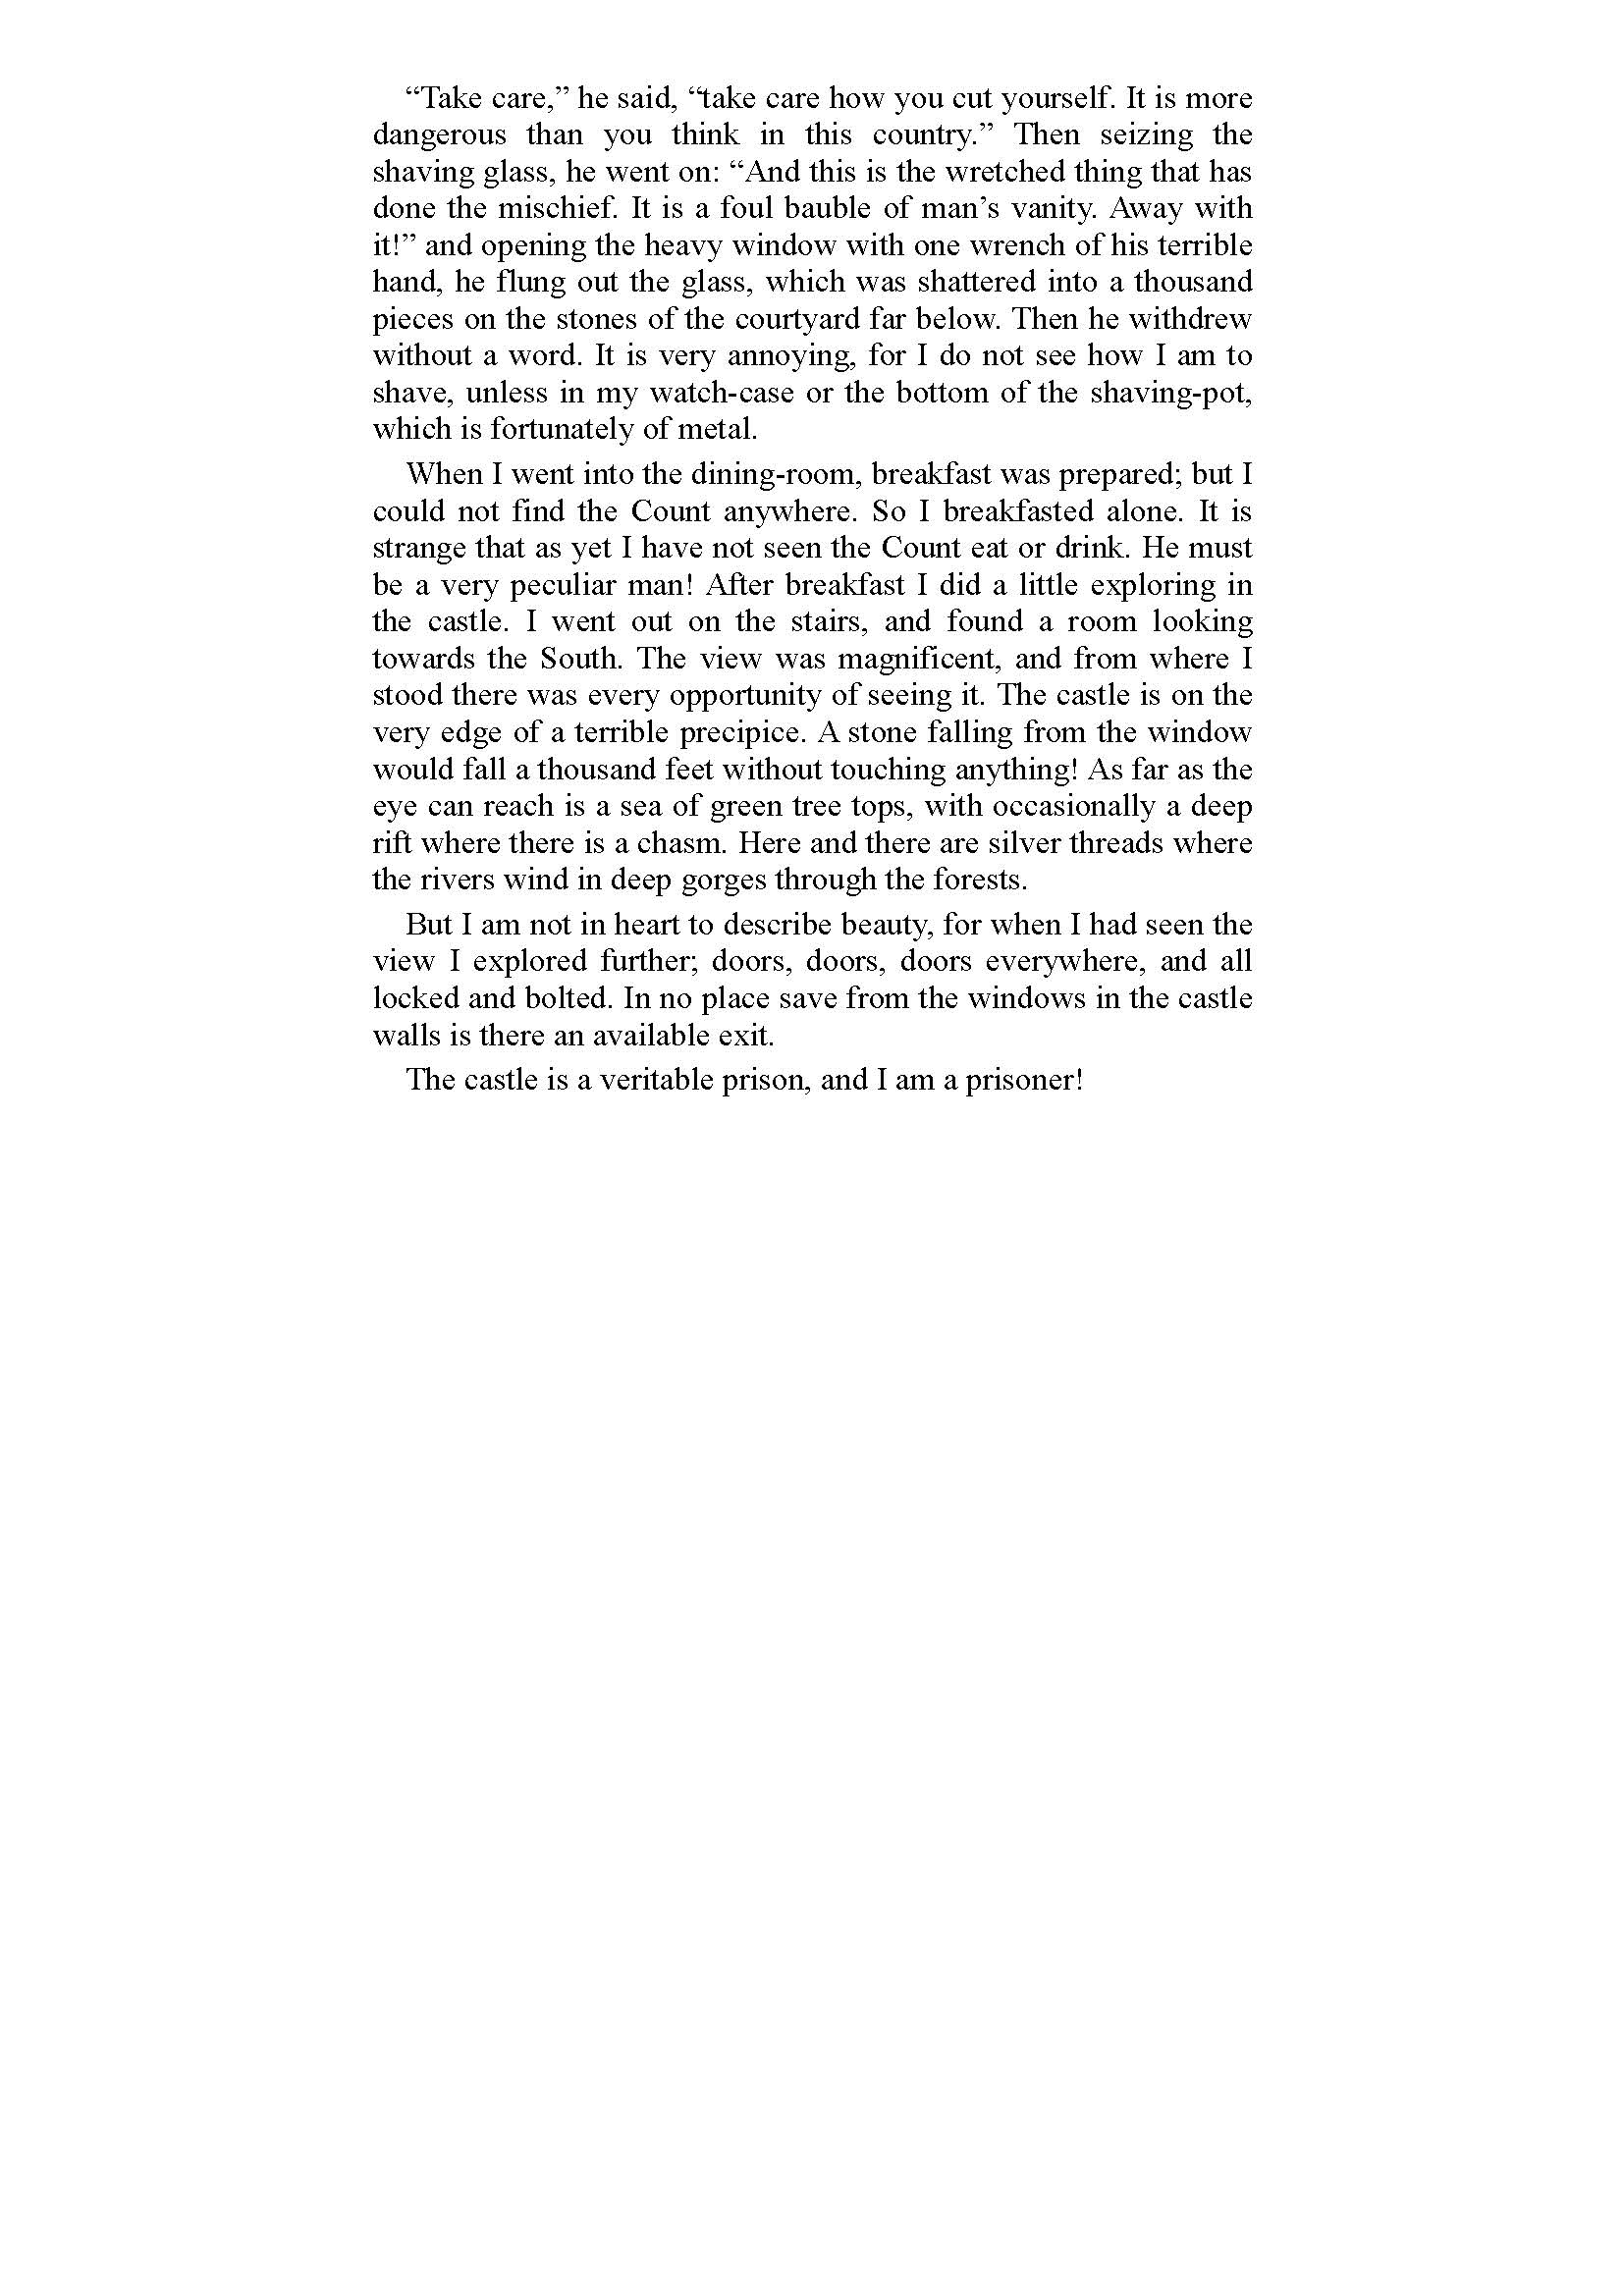 “Take care,” he said, “take care how you cut yourself. It is more
dangerous than you think in this country.” Then seizing the
shaving glass, he went on: “And this is the wretched thing that has
done the mischief. It is a foul bauble of man’s vanity. Away with
it!” and opening the heavy window with one wrench of his terrible
hand, he flung out the glass, which was shattered into a thousand
pieces on the stones of the courtyard far below. Then he withdrew
without a word. It is very annoying, for I do not see how I am to
shave, unless in my watch-case or the bottom of the shaving-pot,
which is fortunately of metal.
When I went into the dining-room, breakfast was prepared; but I
could not find the Count anywhere. So I breakfasted alone. It is
strange that as yet I have not seen the Count eat or drink. He must
be a very peculiar man! After breakfast I did a little exploring in
the castle. I went out on the stairs, and found a room looking
towards the South. The view was magnificent, and from where I
stood there was every opportunity of seeing it. The castle is on the
very edge of a terrible precipice. A stone falling from the window
would fall a thousand feet without touching anything! As far as the
eye can reach is a sea of green tree tops, with occasionally a deep
rift where there is a chasm. Here and there are silver threads where
the rivers wind in deep gorges through the forests.
But I am not in heart to describe beauty, for when I had seen the
view I explored further; doors, doors, doors everywhere, and all
locked and bolted. In no place save from the windows in the castle
walls is there an available exit.
The castle is a veritable prison, and I am a prisoner!